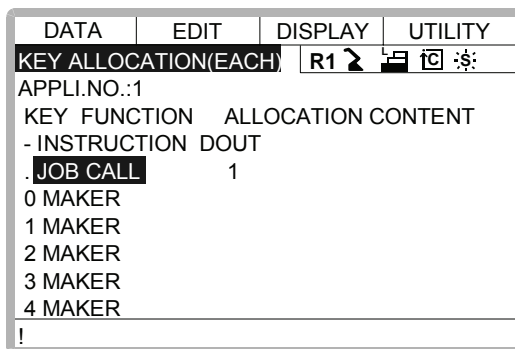 DATA EDIT DISPLAY UTILITY
KEY ALLOCATION(EACH) R1 C S
APPLI.NO.:1
KEY FUNCTION ALLOCATION CONTENT
- INSTRUCTION DOUT
. JOB CALL 1
0 MAKER
1 MAKER
2 MAKER
3 MAKER
4 MAKER
!